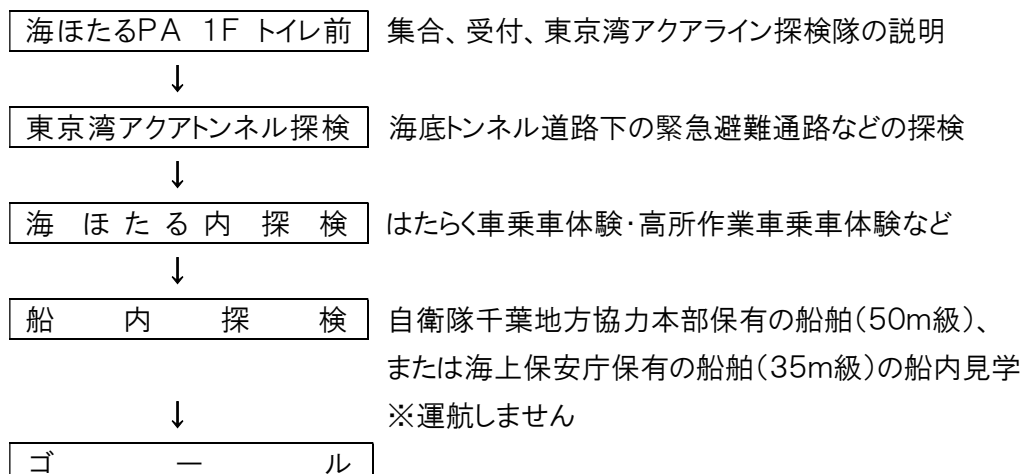 海ほたるPA 1F トイレ前 集合、受付、東京湾アクアライン探検隊の説明
↓
東京湾アクアトンネル探検 海底トンネル道路下の緊急避難通路などの探検
↓
海ほたる内探検 はたらく車乗車体験・高所作業車乗車体験など
↓
船内探検 自衛隊千葉地方協力本部保有の船舶(50m級)、
または海上保安庁保有の船舶(35m級)の船内見学
↓ ※運航しません
ゴール